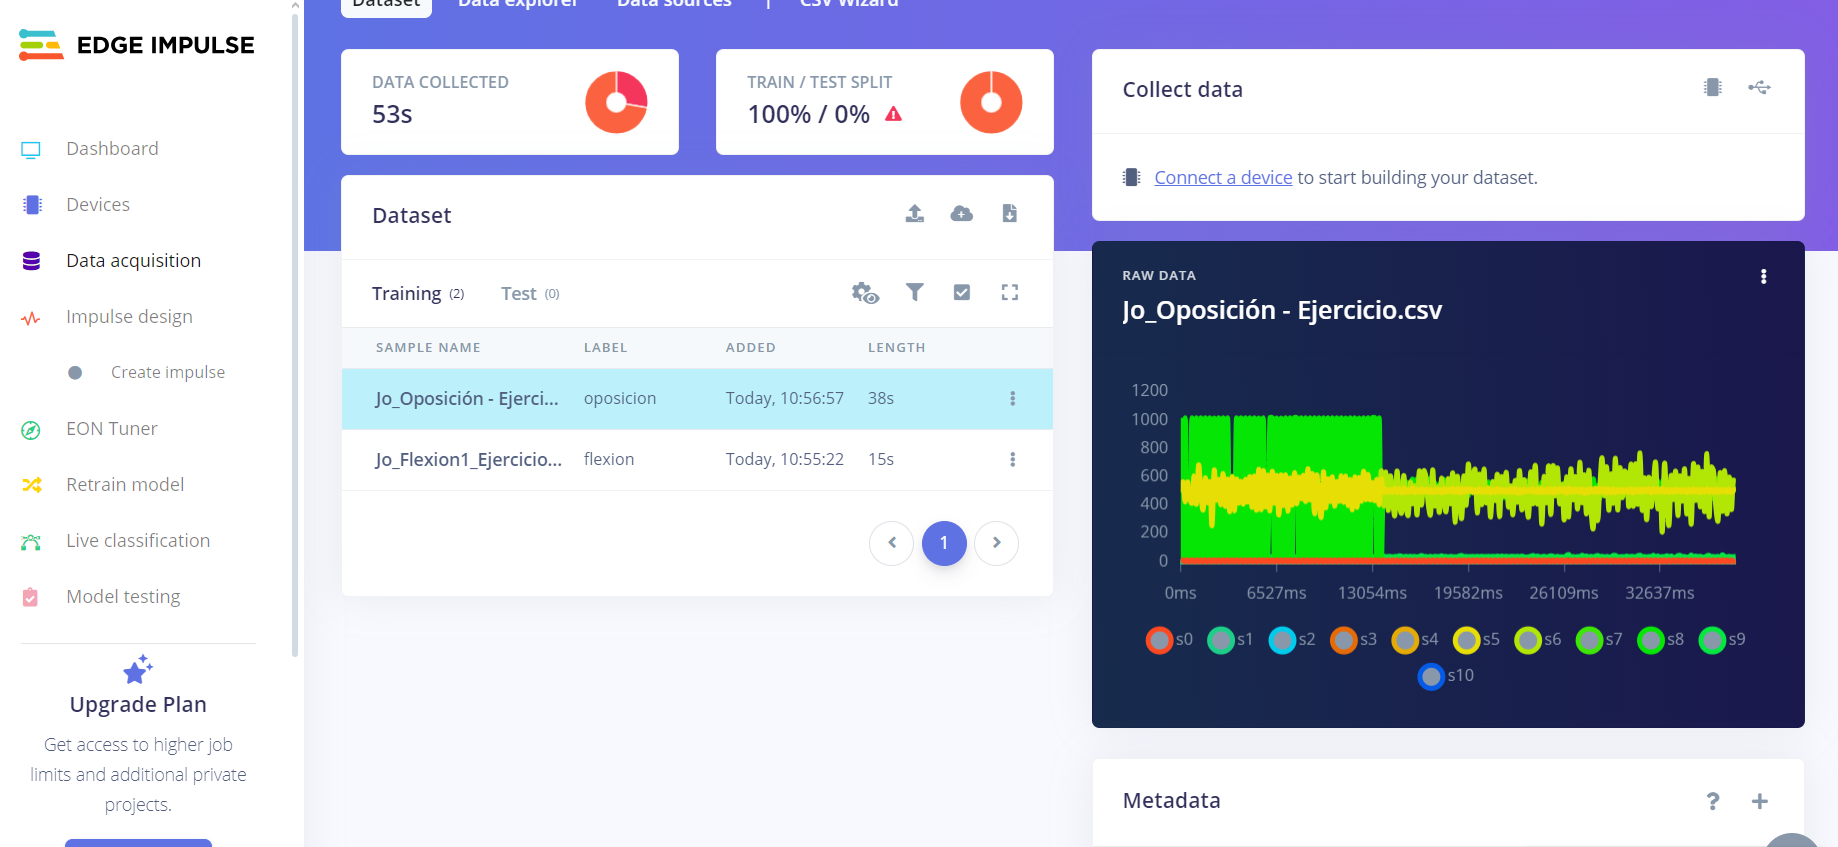 EDGE IMPULSE
Dashboard
Devices
Data acquisition
Impulse design
Create impulse
EON Tuner
Retrain model
Live classification
Model testing
Upgrade Plan
Get access to higher job
limits and additional private
projects.
Dataset Data explorer Data sources | CSV Wizard
DATA COLLECTED
53s
TRAIN / TEST SPLIT
100% / 0%
Dataset
Training (2) Test (0)
SAMPLE NAME LABEL ADDED LENGTH
Jo_Oposición - Ejerci... oposicion Today, 10:56:57 38s
Jo_Flexion1_Ejercicio... flexion Today, 10:55:22 15s
1
Collect data
Connect a device to start building your dataset.
RAW DATA
Jo_Oposición - Ejercicio.csv
1200
1000
800
600
400
200
0
0ms 6527ms 13054ms 19582ms 26109ms 32637ms
s0 s1 s2 s3 s4 s5 s6 s7 s8 s9
s10
Metadata